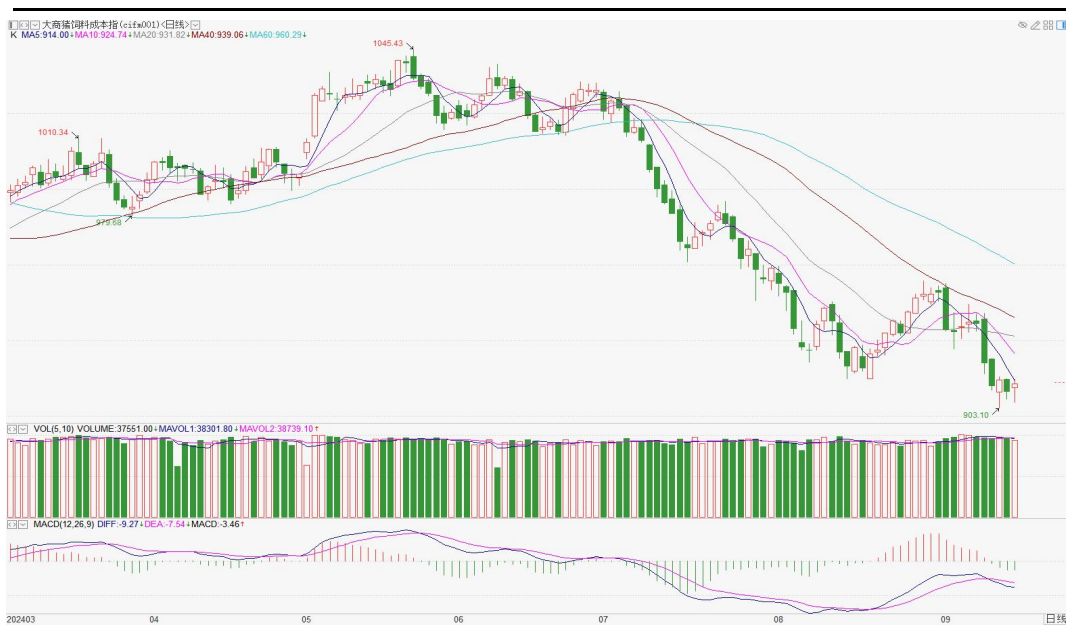 大商猪饲料成本指(cifm001)<日线>
K MA5:914.00↓MA10:924.74↓MA20:931.82↓MA40:939.06↓MA60:960.29↓
1045.43
1010.34
979.68
903.10
VOL(5,10) VOLUME:37551.00↓MAVOL1:38301.80↓MAVOL2:38739.10↑
MACD(12,26,9) DIFF:-9.27↓DEA:-7.54↓MACD:-3.46↑
202403 04 05 06 07 08 09 日线